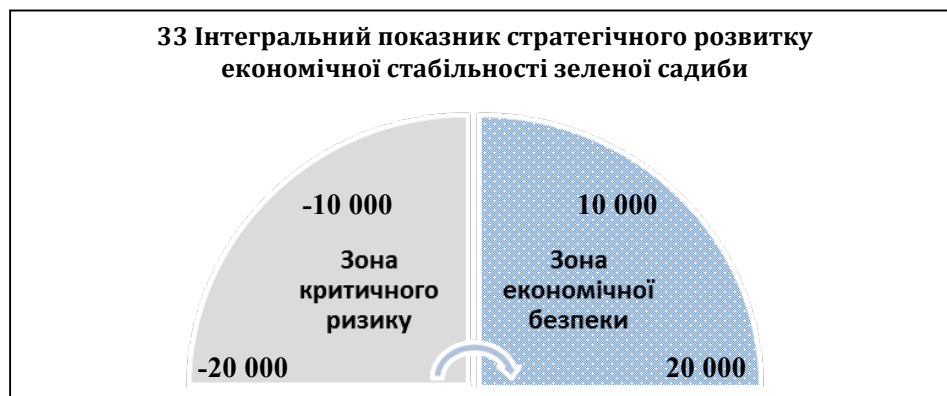 33 Інтегральний показник стратегічного розвитку
економічної стабільності зеленої садиби
-10 000
10 000
Зона
критичного
ризику
Зона
економічної
безпеки
-20 000
20 000